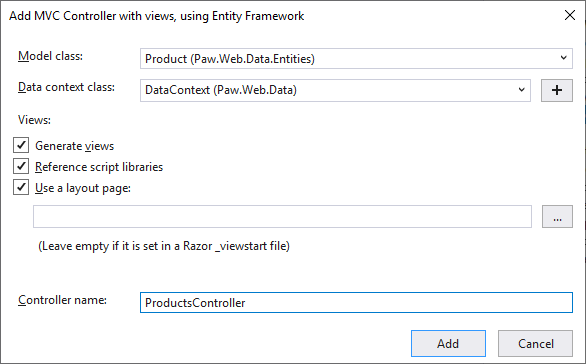 Add MVC Controller with views, using Entity Framework
Model class: Product (Paw.Web.Data.Entities)
Data context class: DataContext (Paw.Web.Data) +
Views:
Generate views
Reference script libraries
Use a layout page:
...
(Leave empty if it is set in a Razor _viewstart file)
Controller name: ProductsController
Add Cancel